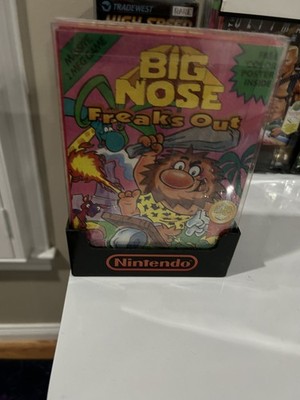 TRADEWEST
HIGH SPEED
BIG
NOSE
Freaks Out
FREE
COLOR
POSTER
INSIDE
Nintendo